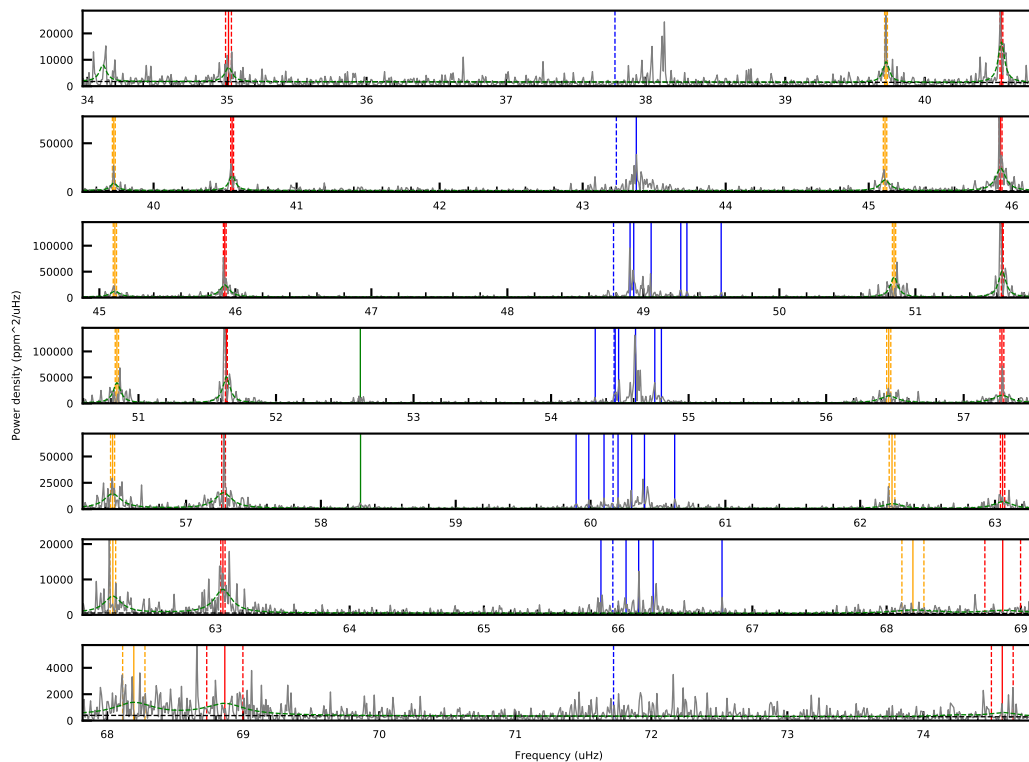 20000
10000
0
34 35 36 37 38 39 40
50000
0
40 41 42 43 44 45 46
100000
50000
0
45 46 47 48 49 50 51
100000
50000
0
51 52 53 54 55 56 57
Power density (ppm^2/uHz)
50000
25000
0
57 58 59 60 61 62 63
20000
10000
0
63 64 65 66 67 68 69
4000
2000
0
68 69 70 71 72 73 74
Frequency (uHz)